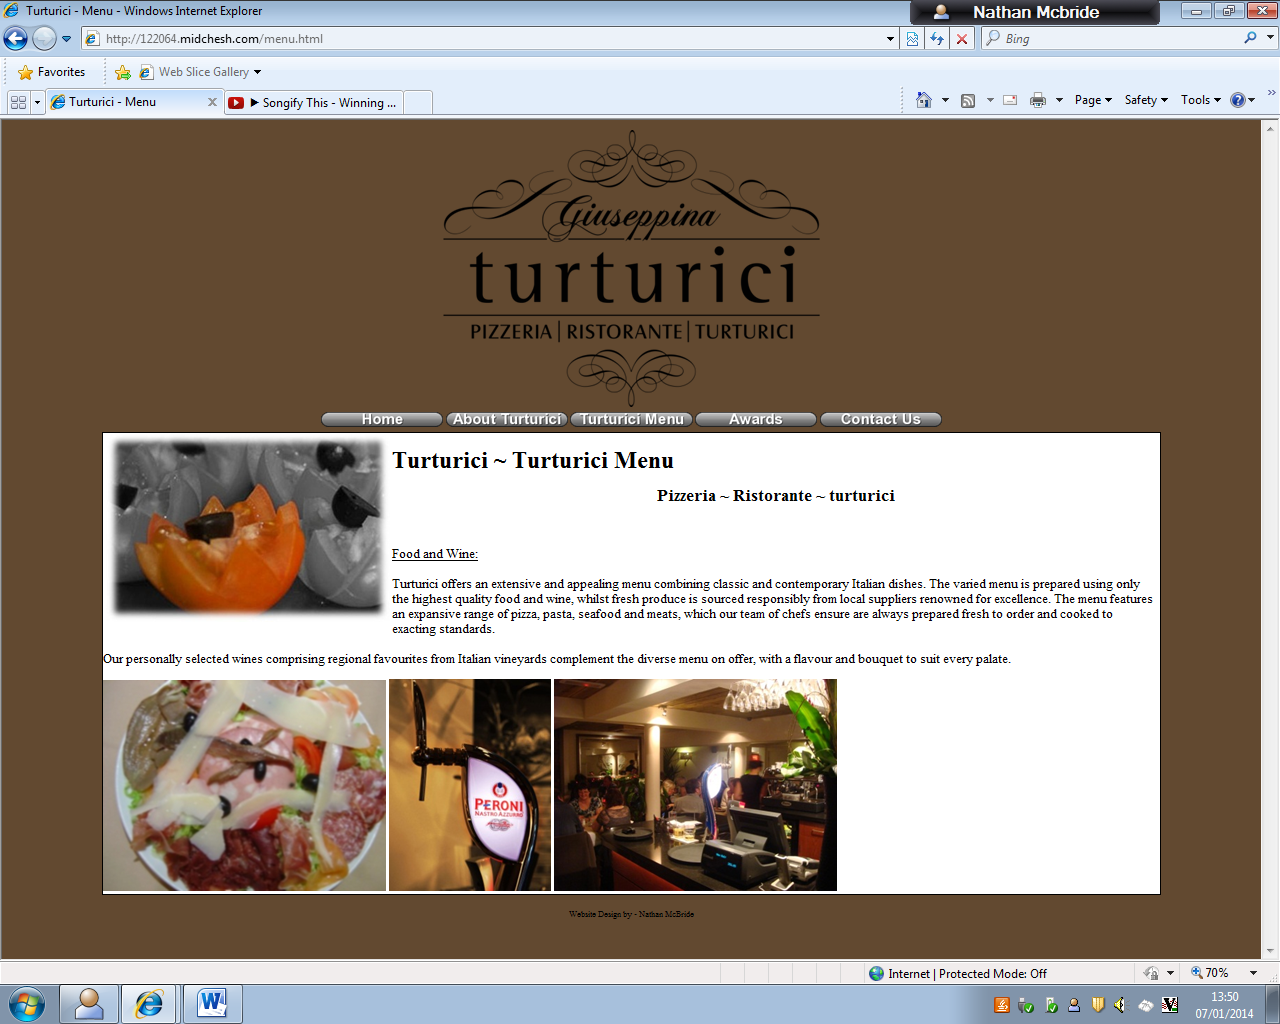 Turturici - Menu - Windows Internet Explorer
Nathan Mcbride
http://122064.midchesh.com/menu.html
Bing
Favorites
Web Slice Gallery
Turturici - Menu
Songify This - Winning ...
Page
Safety
Tools
Giuseppina
turturici
PIZZERIA|RISTORANTE|TURTURICI
Home
About Turturici
Turturici Menu
Awards
Contact Us
Turturici ~ Turturici Menu
Pizzeria ~ Ristorante ~ turturici
Food and Wine:
Turturici offers an extensive and appealing menu combining classic and contemporary Italian dishes. The varied menu is prepared using only
the highest quality food and wine, whilst fresh produce is sourced responsibly from local suppliers renowned for excellence. The menu features
an expansive range of pizza, pasta, seafood and meats, which our team of chefs ensure are always prepared fresh to order and cooked to
exacting standards.
Our personally selected wines comprising regional favourites from Italian vineyards complement the diverse menu on offer, with a flavour and bouquet to suit every palate.
PERONI
NASTRO AZZURRO
Website Design by - Nathan McBride
Internet | Protected Mode: Off
70%
13:50
07/01/2014